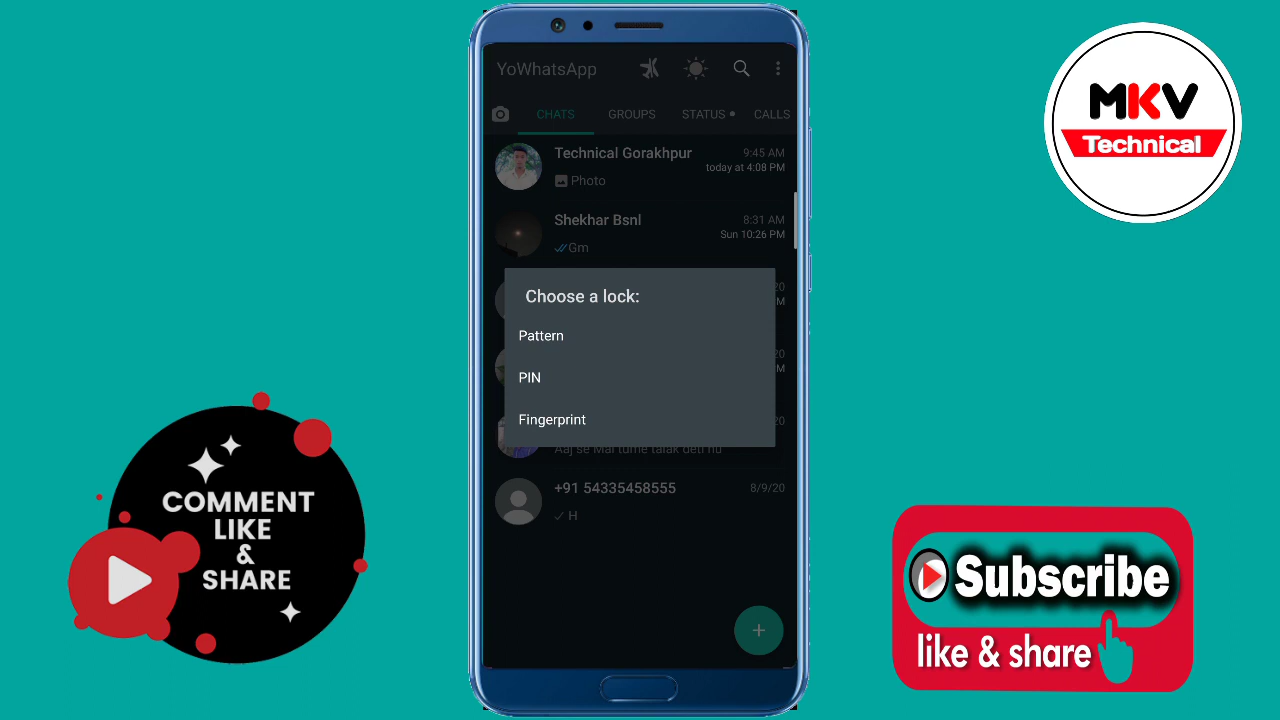 YoWhatsApp
CHATS GROUPS STATUS CALLS
Technical Gorakhpur 9:45 AM
today at 4:08 PM
Photo
Shekhar Bsnl 8:31 AM
Sun 10:26 PM
Gm
Choose a lock:
Pattern
PIN
Fingerprint
Aaj se Mai tume talak deti hu
+91 54335458555 8/9/20
H
MKV
Technical
COMMENT
LIKE
&
SHARE
Subscribe
like & share